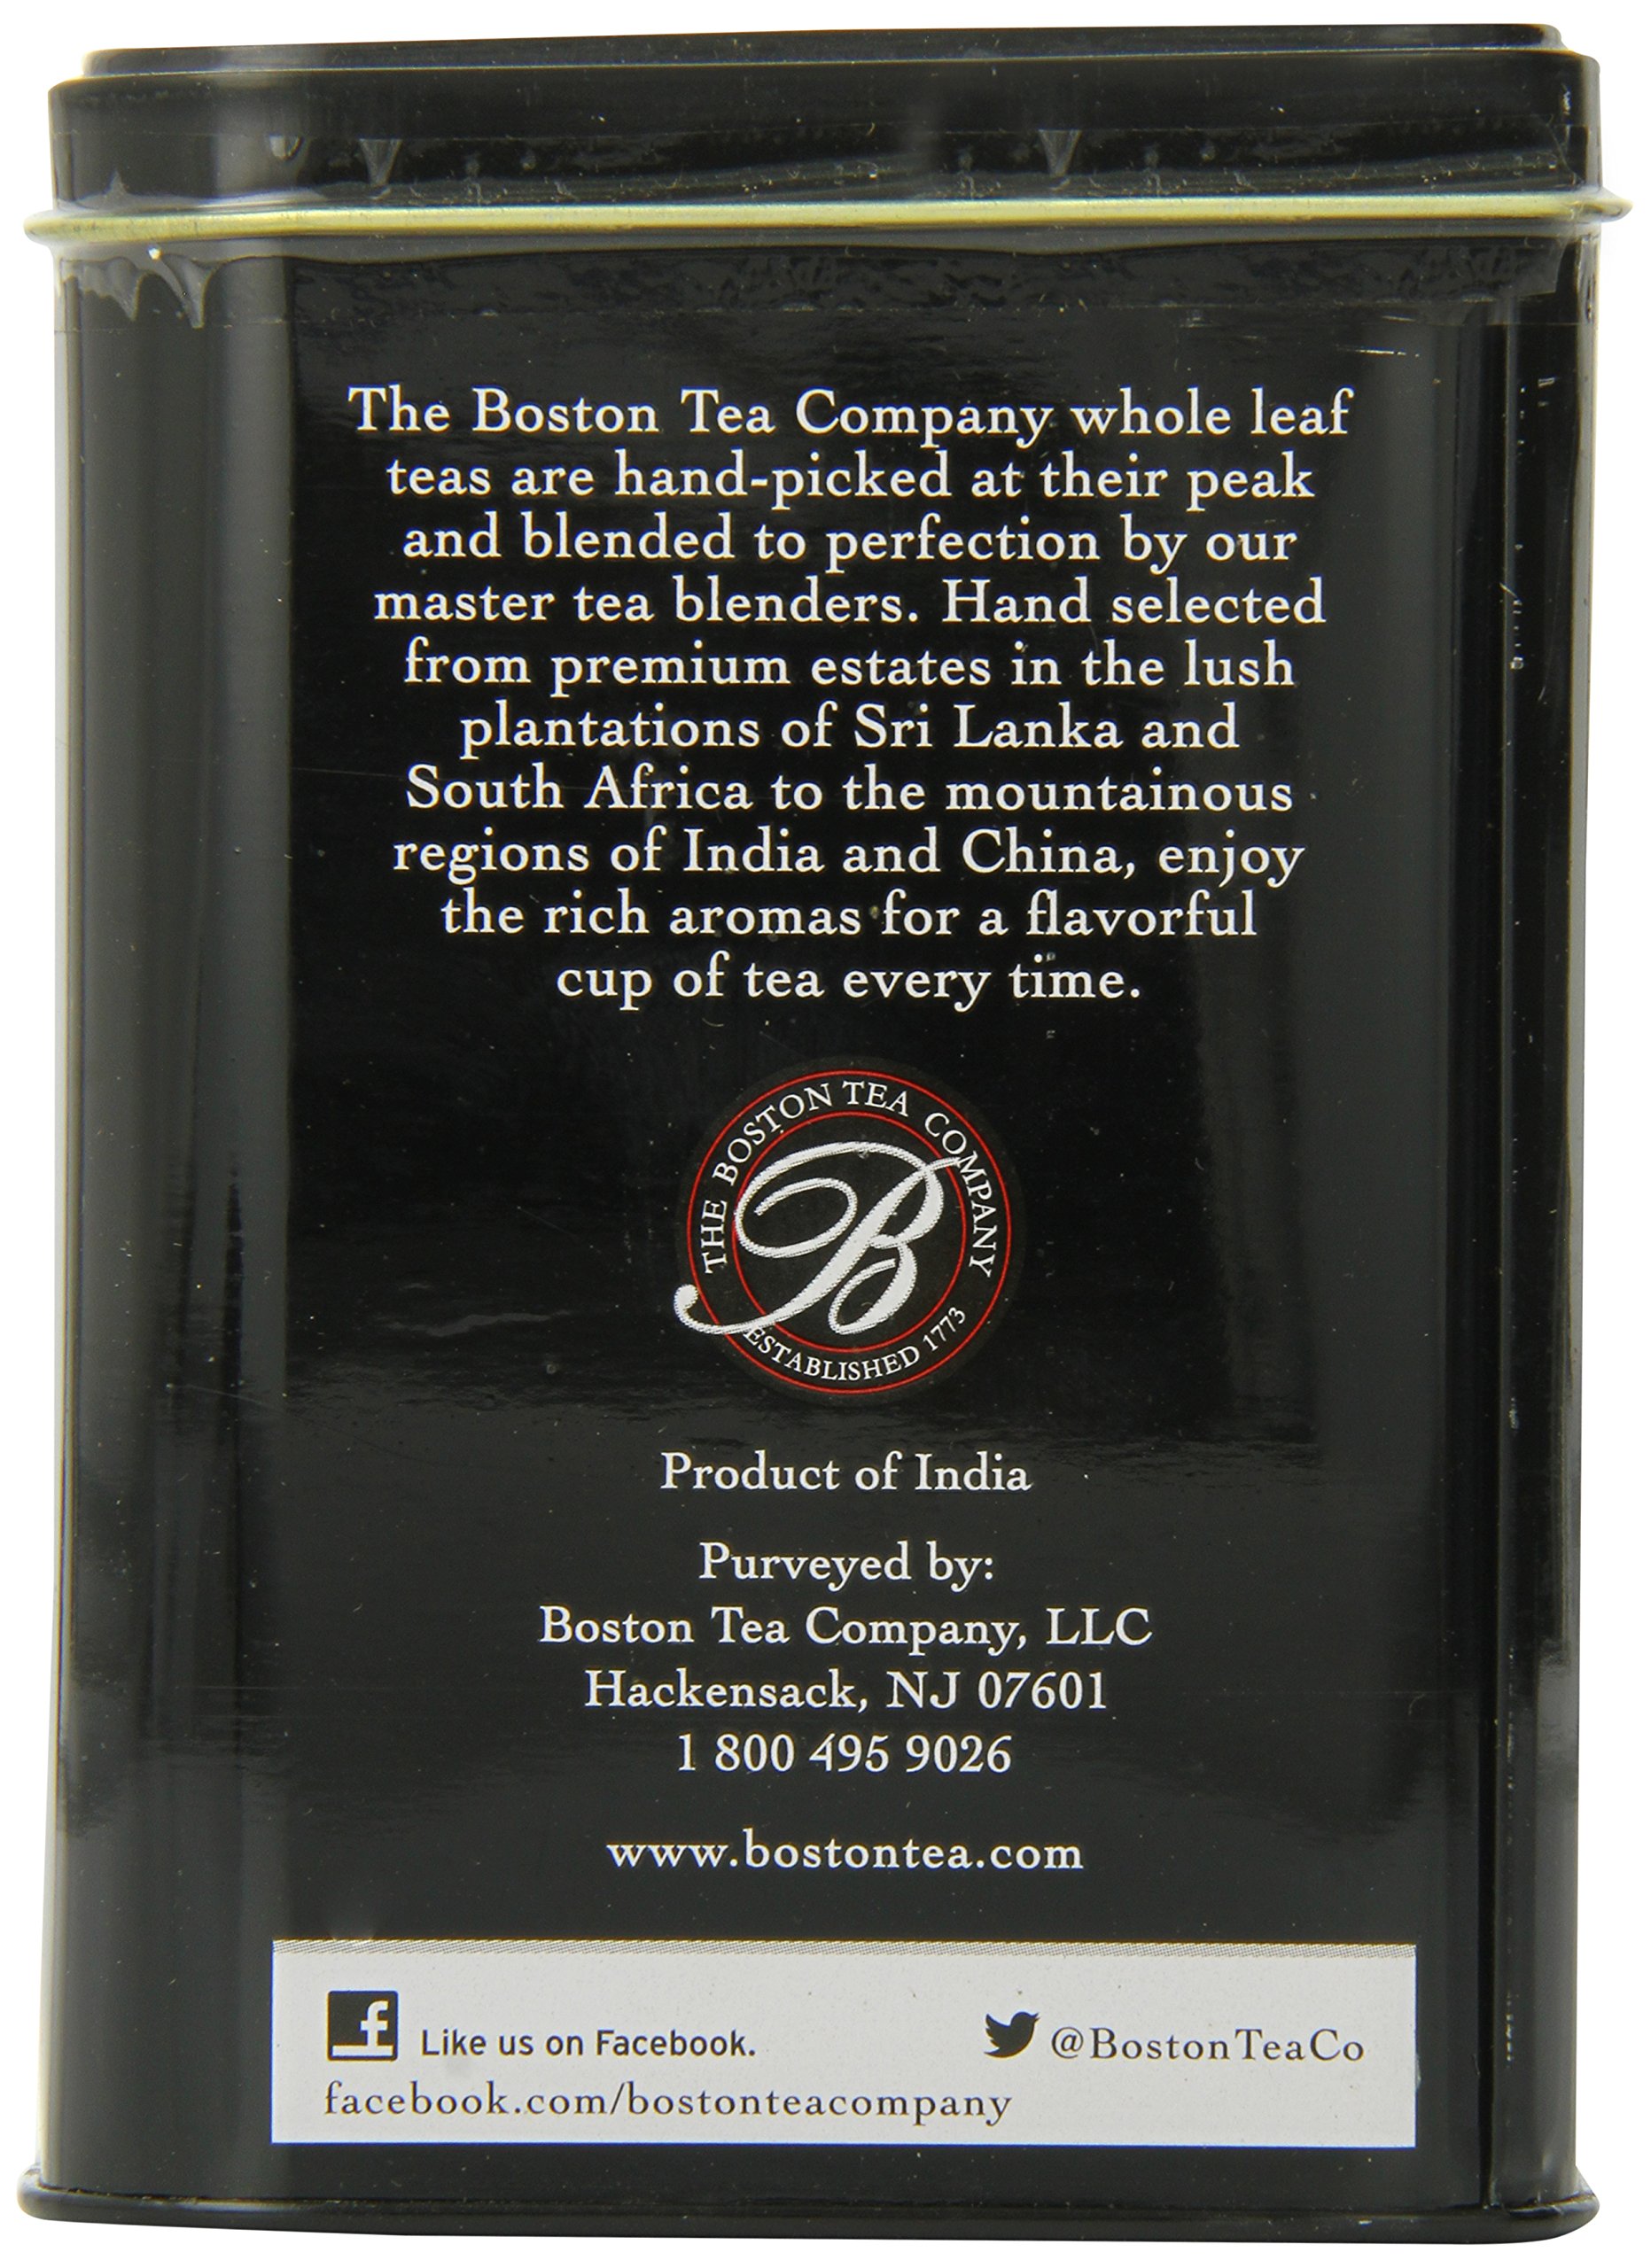 The Boston Tea Company whole leaf
teas are hand-picked at their peak
and blended to perfection by our
master tea blenders. Hand selected
from premium estates in the lush
plantations of Sri Lanka and
South Africa to the mountainous
regions of India and China, enjoy
the rich aromas for a flavorful
cup of tea every time.
THE BOSTON TEA COMPANY
B
ESTABLISHED 1773
Product of India
Purveyed by:
Boston Tea Company, LLC
Hackensack, NJ 07601
1 800 495 9026
www.bostontea.com
f Like us on Facebook.
@BostonTeaCo
facebook.com/bostonteacompany